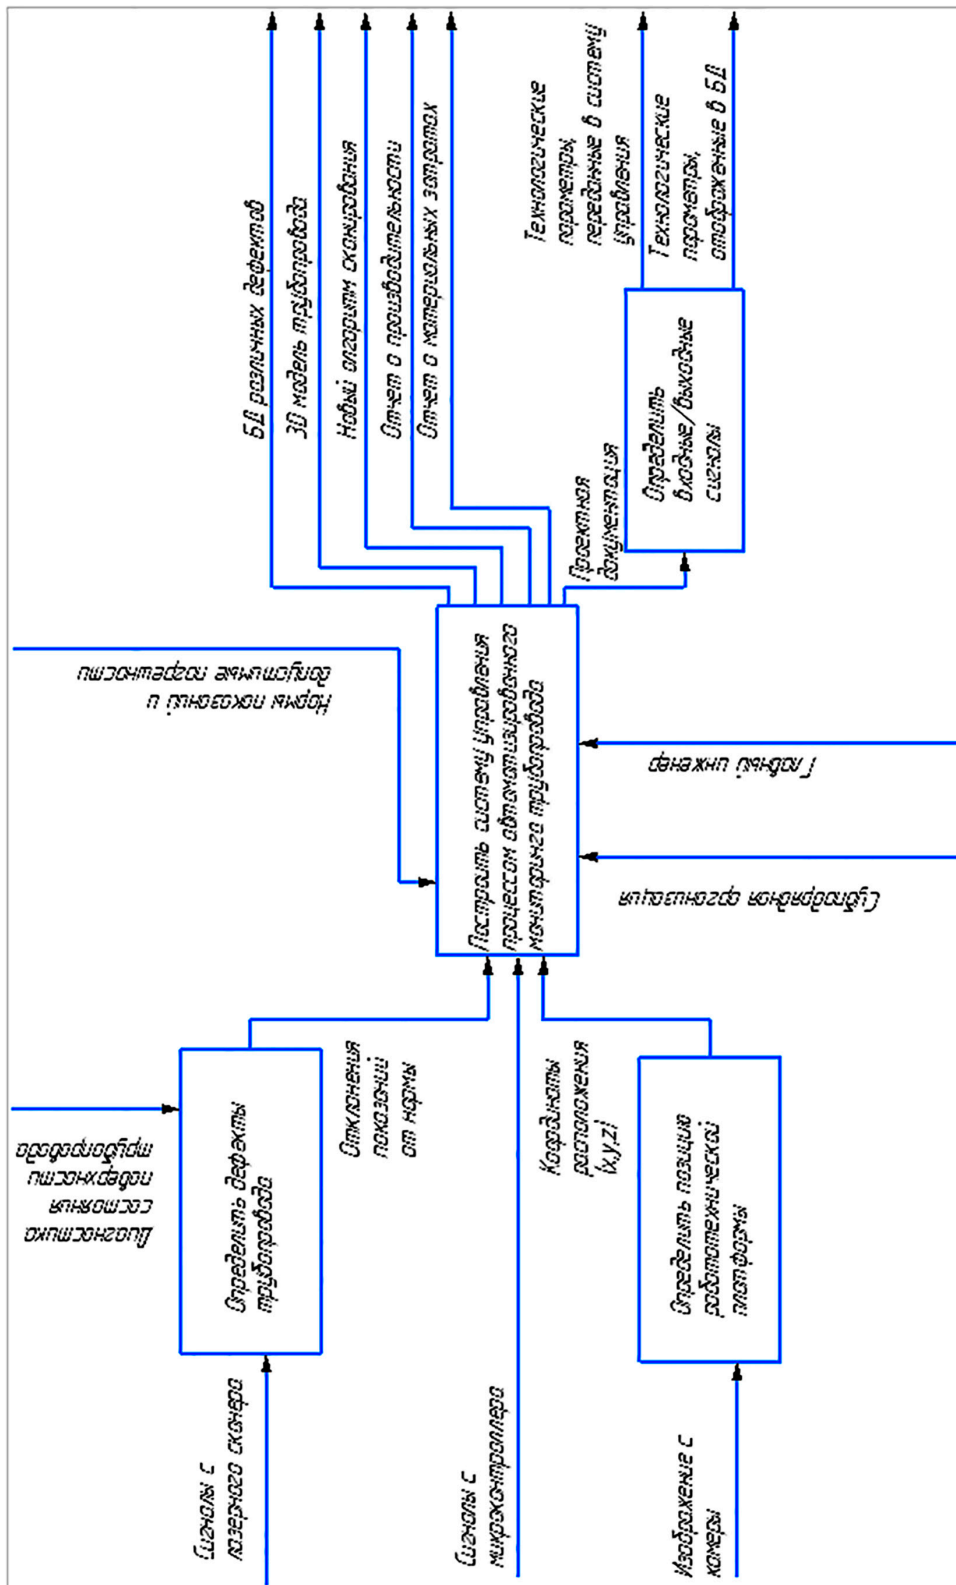 Сигналы с
лазерного сканера
Диагностика
состояния
поверхности
трубопровода
Определить дефекты
трубопровода
Отклонения
показаний
от нормы
Сигналы с
микроконтроллера
Изображение с
камеры
Определить позицию
робототехнической
платформы
Координаты
расположения
(x,y,z)
Нормы показаний и
допустимые погрешности
Построить систему управления
процессом автоматизированного
мониторинга трубопровода
Субподрядная организация
Главный инженер
БД различных дефектов
3D модель трубопровода
Новый алгоритм сканирования
Отчет о производительности
Отчет о материальных затратах
Проектная
документация
Определить
входные/выходные
сигналы
Технологические
параметры,
переданные в систему
управления
Технологические
параметры,
отображенные в БД